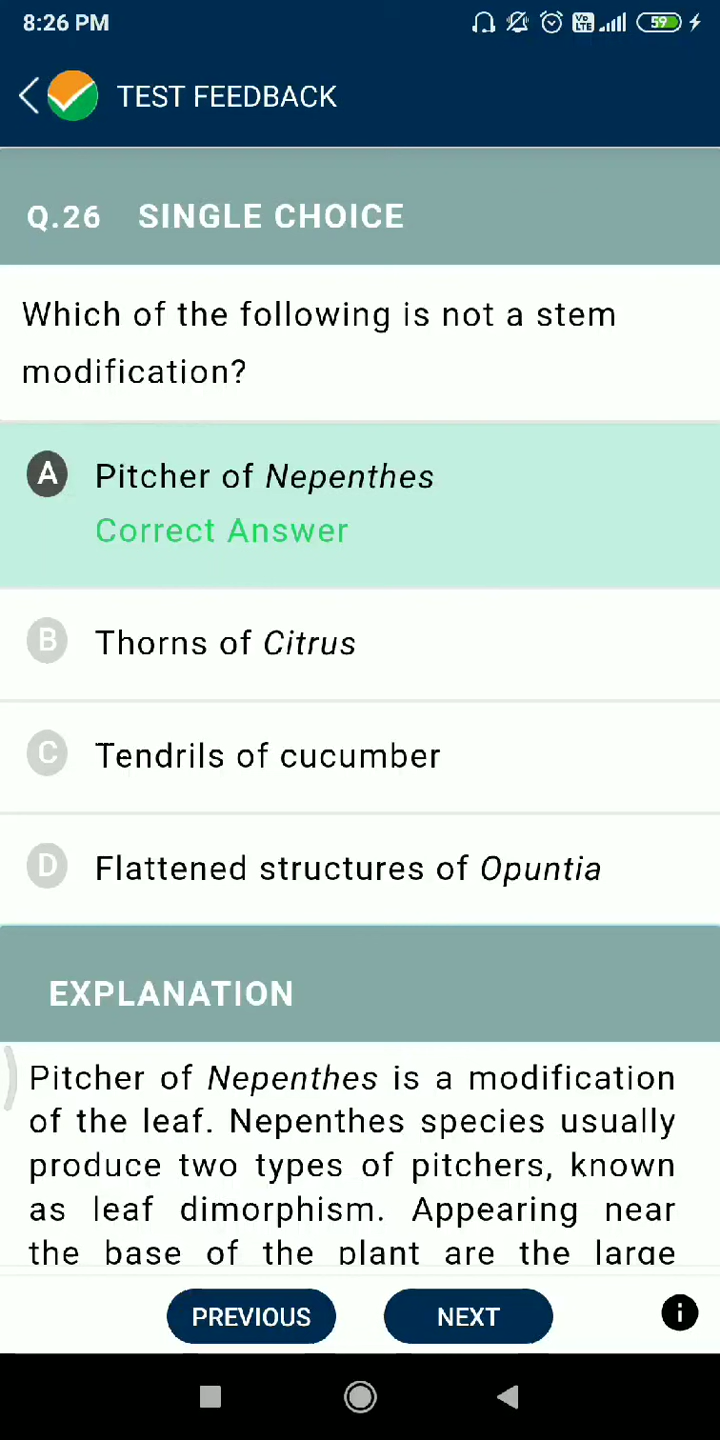 8:26 PM
Vo LTE 59
TEST FEEDBACK
Q.26 SINGLE CHOICE
Which of the following is not a stem
modification?
A Pitcher of Nepenthes
Correct Answer
B Thorns of Citrus
C Tendrils of cucumber
D Flattened structures of Opuntia
EXPLANATION
Pitcher of Nepenthes is a modification
of the leaf. Nepenthes species usually
produce two types of pitchers, known
as leaf dimorphism. Appearing near
the base of the plant are the large
PREVIOUS NEXT i